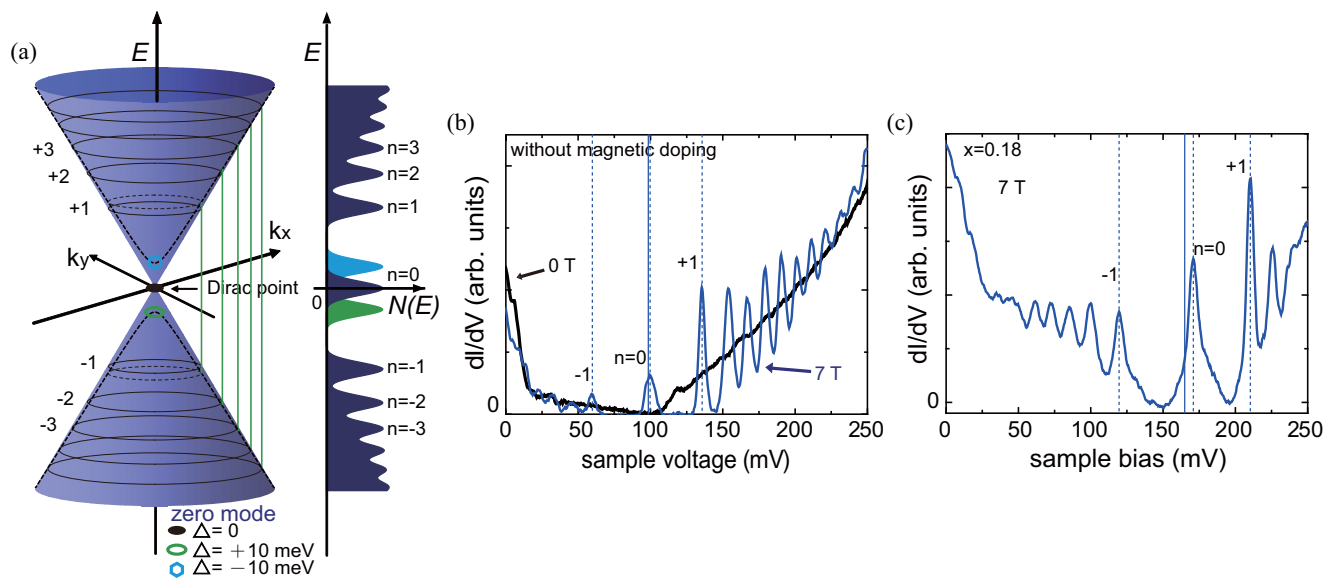 (a)
E
+3
+2
+1
ky
kx
Dirac point
-1
-2
-3
zero mode
Δ= 0
Δ= +10 meV
Δ= −10 meV
E
n=3
n=2
n=1
n=0
0
N(E)
n=-1
n=-2
n=-3
(b)
without magnetic doping
0 T
+1
n=0
-1
7 T
dI/dV (arb. units)
0
0 50 100 150 200 250
sample voltage (mV)
(c)
x=0.18
7 T
+1
n=0
-1
dI/dV (arb. units)
0
0 50 100 150 200 250
sample bias (mV)